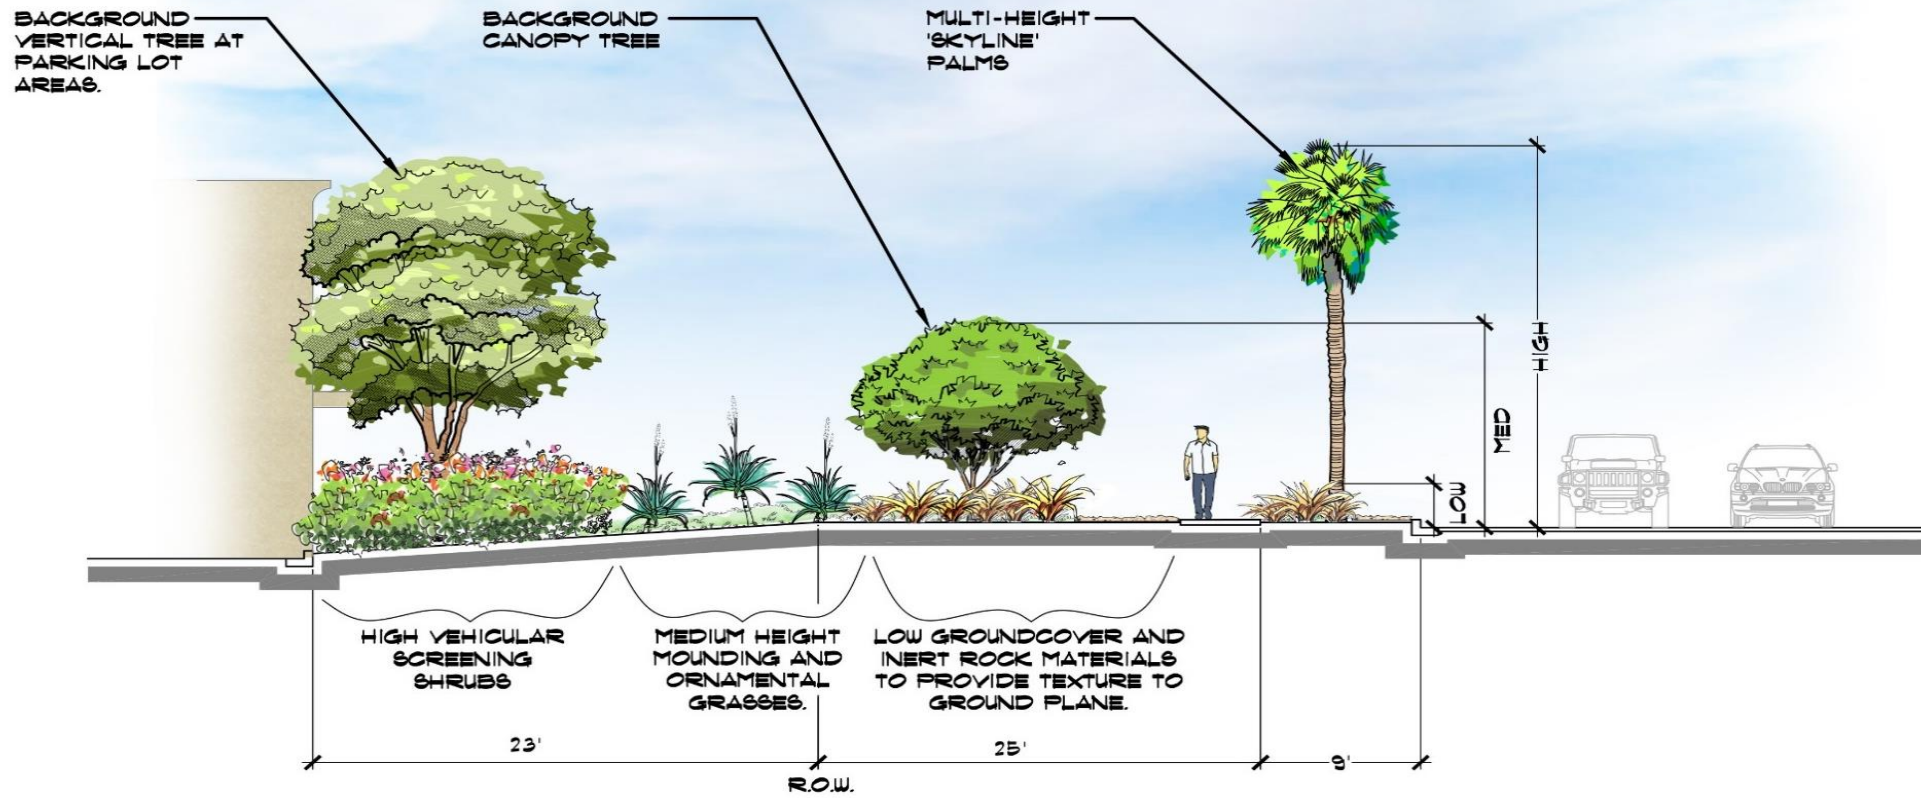 BACKGROUND
VERTICAL TREE AT
PARKING LOT
AREAS.
BACKGROUND
CANOPY TREE
MULTI-HEIGHT
'SKYLINE'
PALMS
HIGH
MED
LOW
HIGH VEHICULAR
SCREENING
SHRUBS
MEDIUM HEIGHT
MOUNDING AND
ORNAMENTAL
GRASSES.
LOW GROUNDCOVER AND
INERT ROCK MATERIALS
TO PROVIDE TEXTURE TO
GROUND PLANE.
23'
25'
9'
R.O.W.